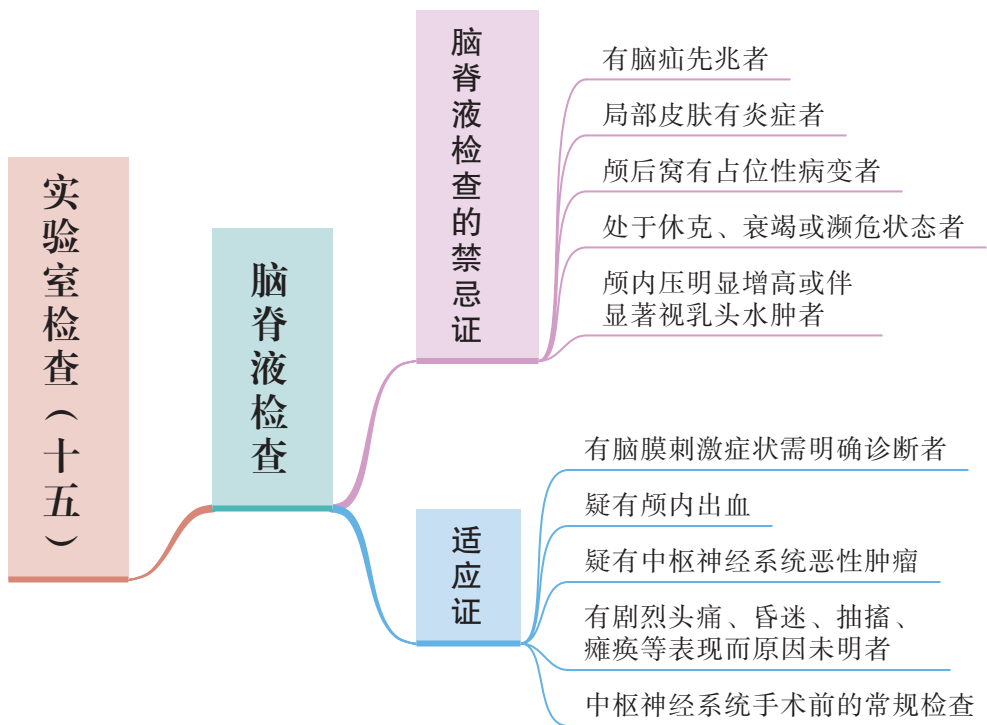 实验室检查(十五)
脑脊液检查
脑脊液检查的禁忌证
有脑疝先兆者
局部皮肤有炎症者
颅后窝有占位性病变者
处于休克、衰竭或濒危状态者
颅内压明显增高或伴
显著视乳头水肿者
适应证
有脑膜刺激症状需明确诊断者
疑有颅内出血
疑有中枢神经系统恶性肿瘤
有剧烈头痛、昏迷、抽搐、
瘫痪等表现而原因未明者
中枢神经系统手术前的常规检查